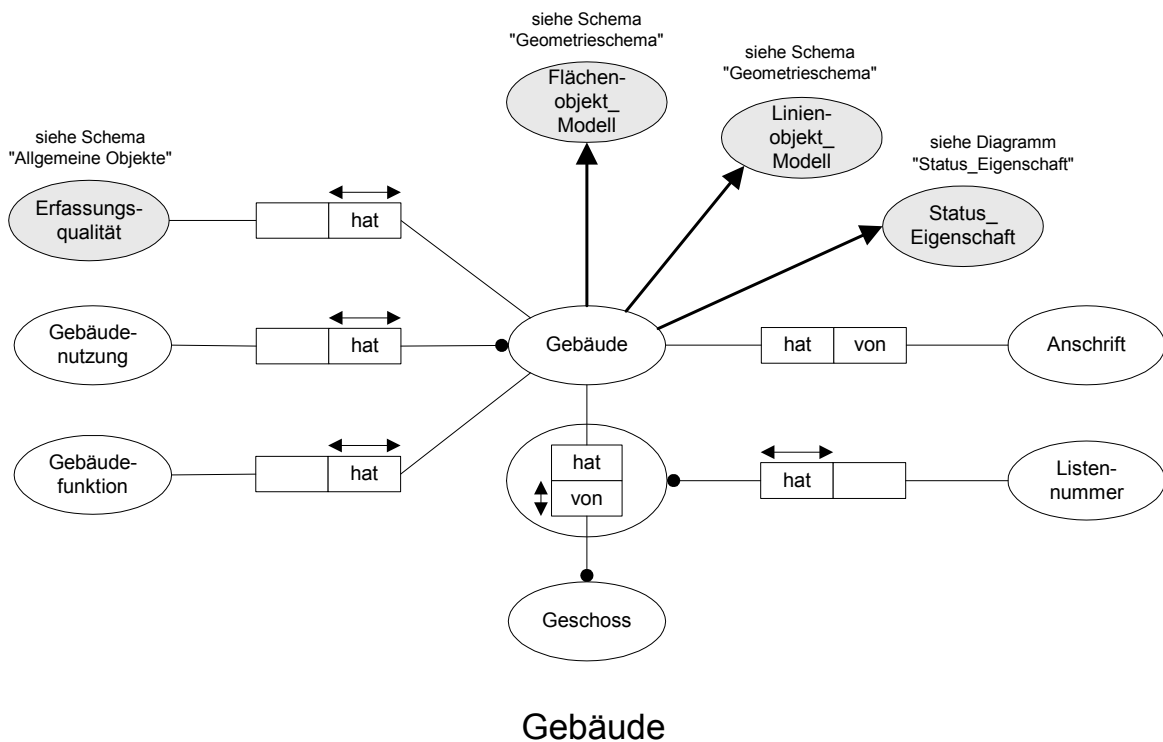 siehe Schema
"Geometrieschema"
Flächen-
objekt_
Modell
siehe Schema
"Geometrieschema"
Linien-
objekt_
Modell
siehe Diagramm
"Status_Eigenschaft"
Status_
Eigenschaft
siehe Schema
"Allgemeine Objekte"
Erfassungs-
qualität
hat
Gebäude-
nutzung
hat
Gebäude
hat von
Anschrift
Gebäude-
funktion
hat
hat
von
hat
Listen-
nummer
Geschoss
Gebäude